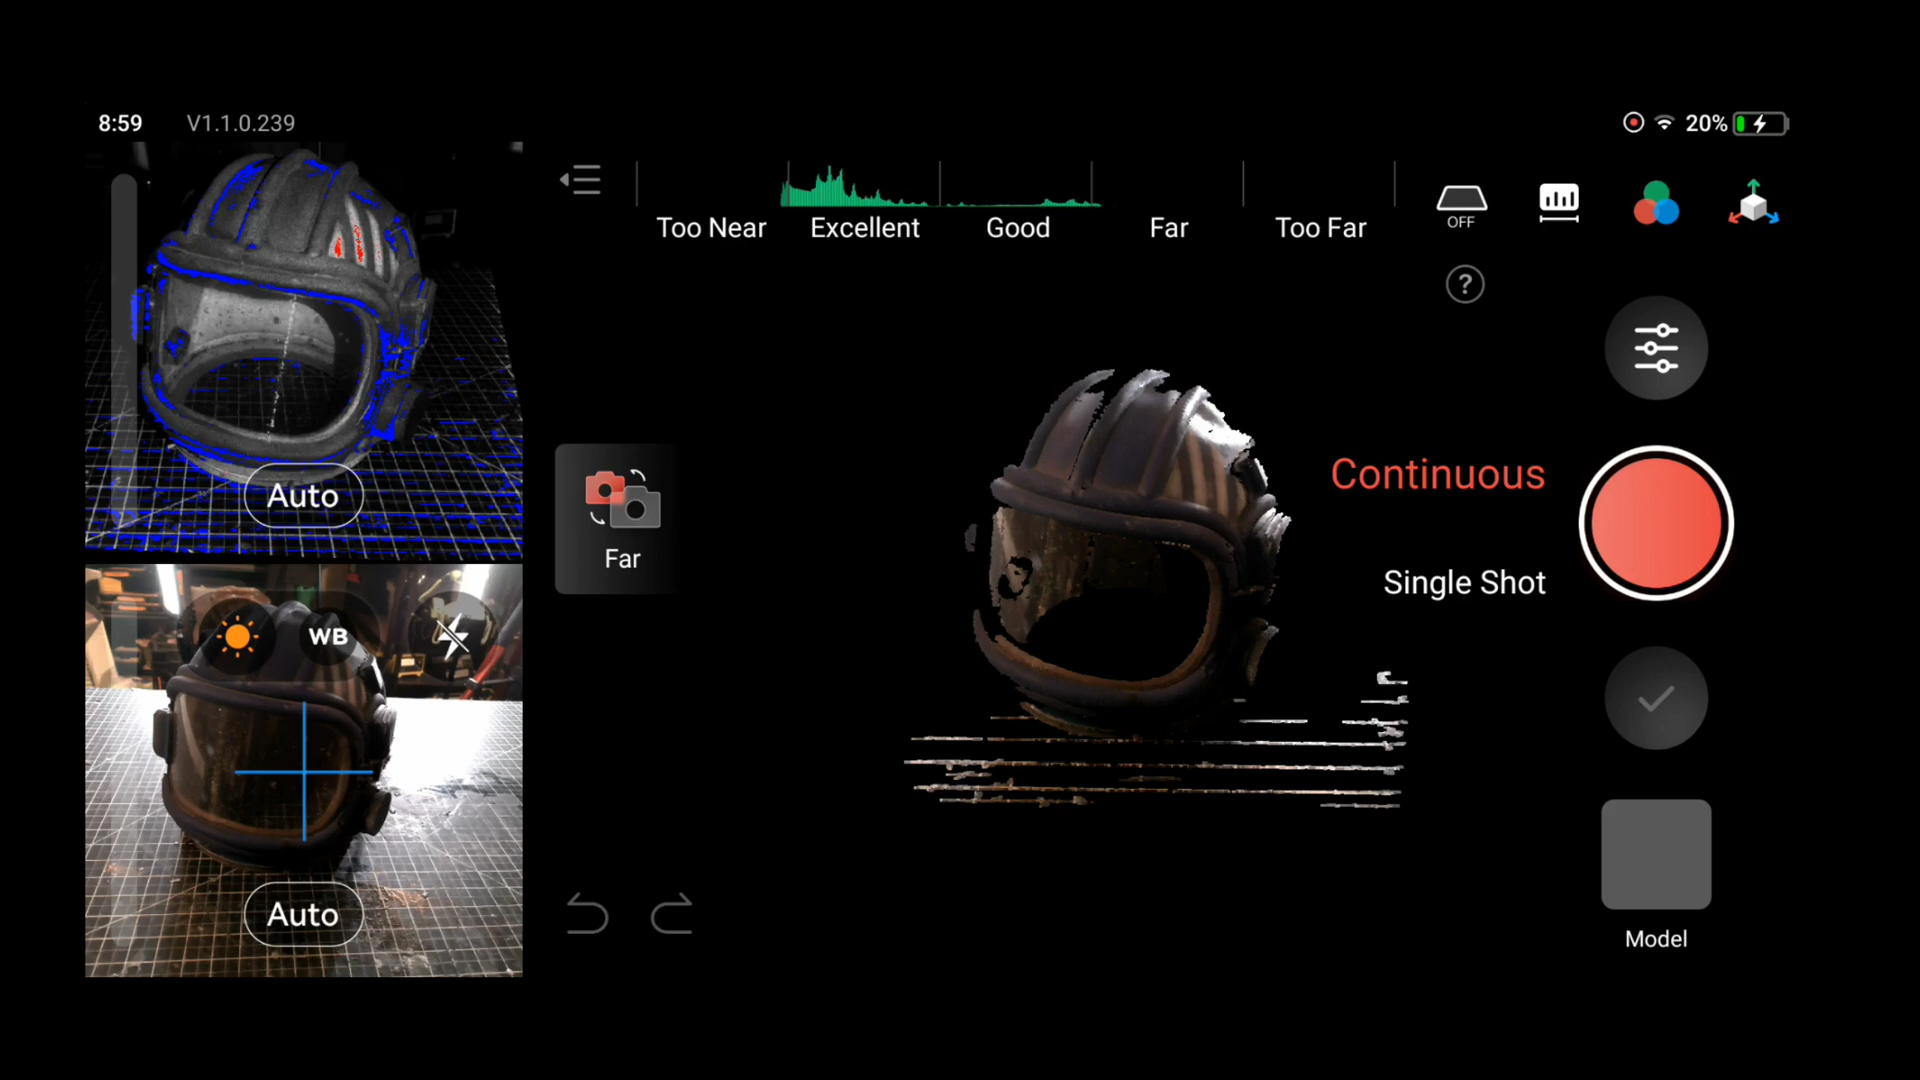 8:59 V1.1.0.239
20%
Too Near Excellent Good Far Too Far
OFF
?
Auto
Far
Continuous
Single Shot
WB
Auto
Model